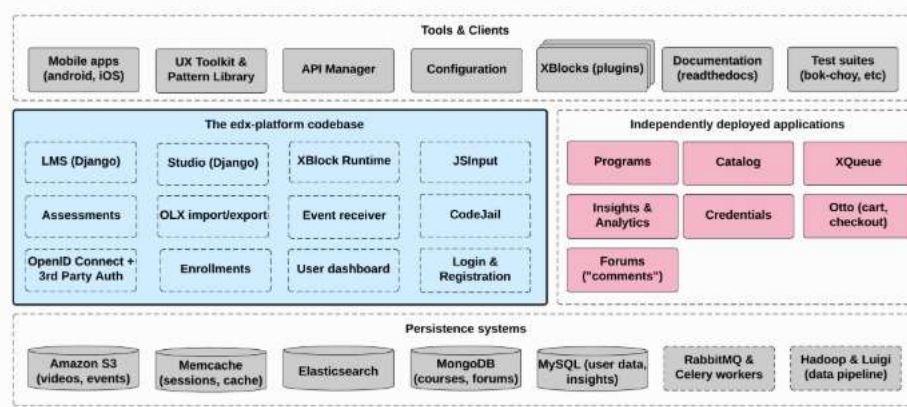 Tools & Clients
Mobile apps
(android, iOS)
UX Toolkit &
Pattern Library
API Manager
Configuration
XBlocks (plugins)
Documentation
(readthedocs)
Test suites
(bok-choy, etc)
The edx-platform codebase
LMS (Django)
Studio (Django)
XBlock Runtime
JSInput
Assessments
OLX import/export
Event receiver
CodeJail
OpenID Connect +
3rd Party Auth
Enrollments
User dashboard
Login &
Registration
Independently deployed applications
Programs
Catalog
XQueue
Insights &
Analytics
Credentials
Otto (cart,
checkout)
Forums
("comments")
Persistence systems
Amazon S3
(videos, events)
Memcache
(sessions, cache)
Elasticsearch
MongoDB
(courses, forums)
MySQL (user data,
insights)
RabbitMQ &
Celery workers
Hadoop & Luigi
(data pipeline)